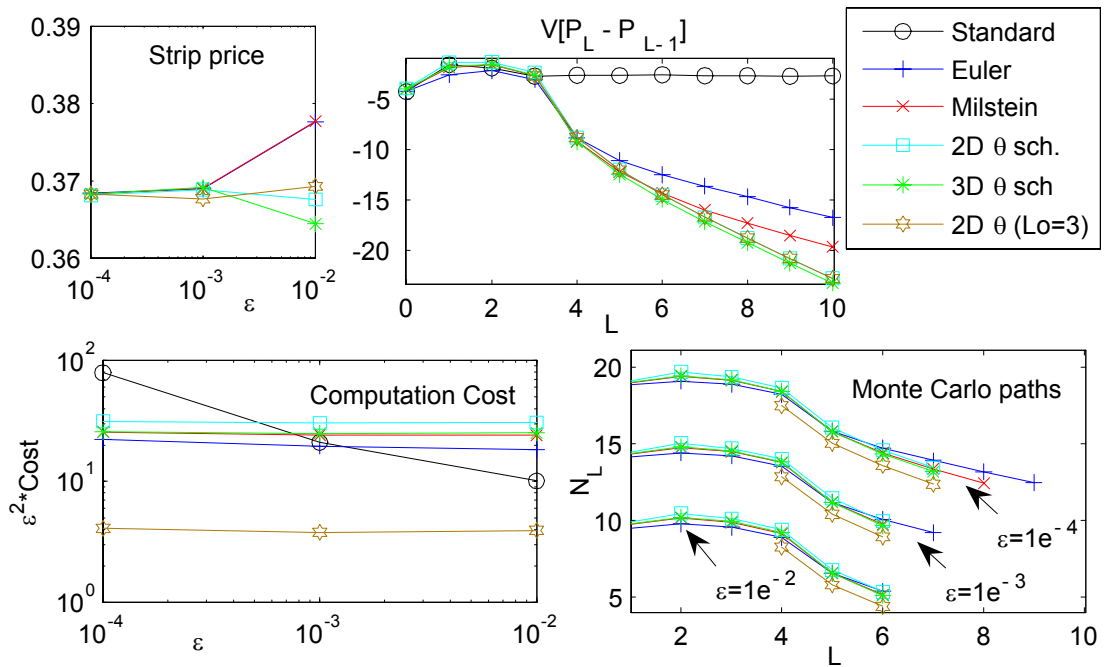 Strip price
0.39
0.38
0.37
0.36
10^-4
10^-3
10^-2
ε
V[P_L - P_L-1]
-5
-10
-15
-20
0
2
4
6
8
10
L
Standard
Euler
Milstein
2D θ sch.
3D θ sch
2D θ (Lo=3)
Computation Cost
ε²*Cost
10^2
10^1
10^0
10^-4
10^-3
10^-2
ε
Monte Carlo paths
N_L
20
15
10
5
ε=1e^-4
ε=1e^-3
ε=1e^-2
2
4
6
8
10
L